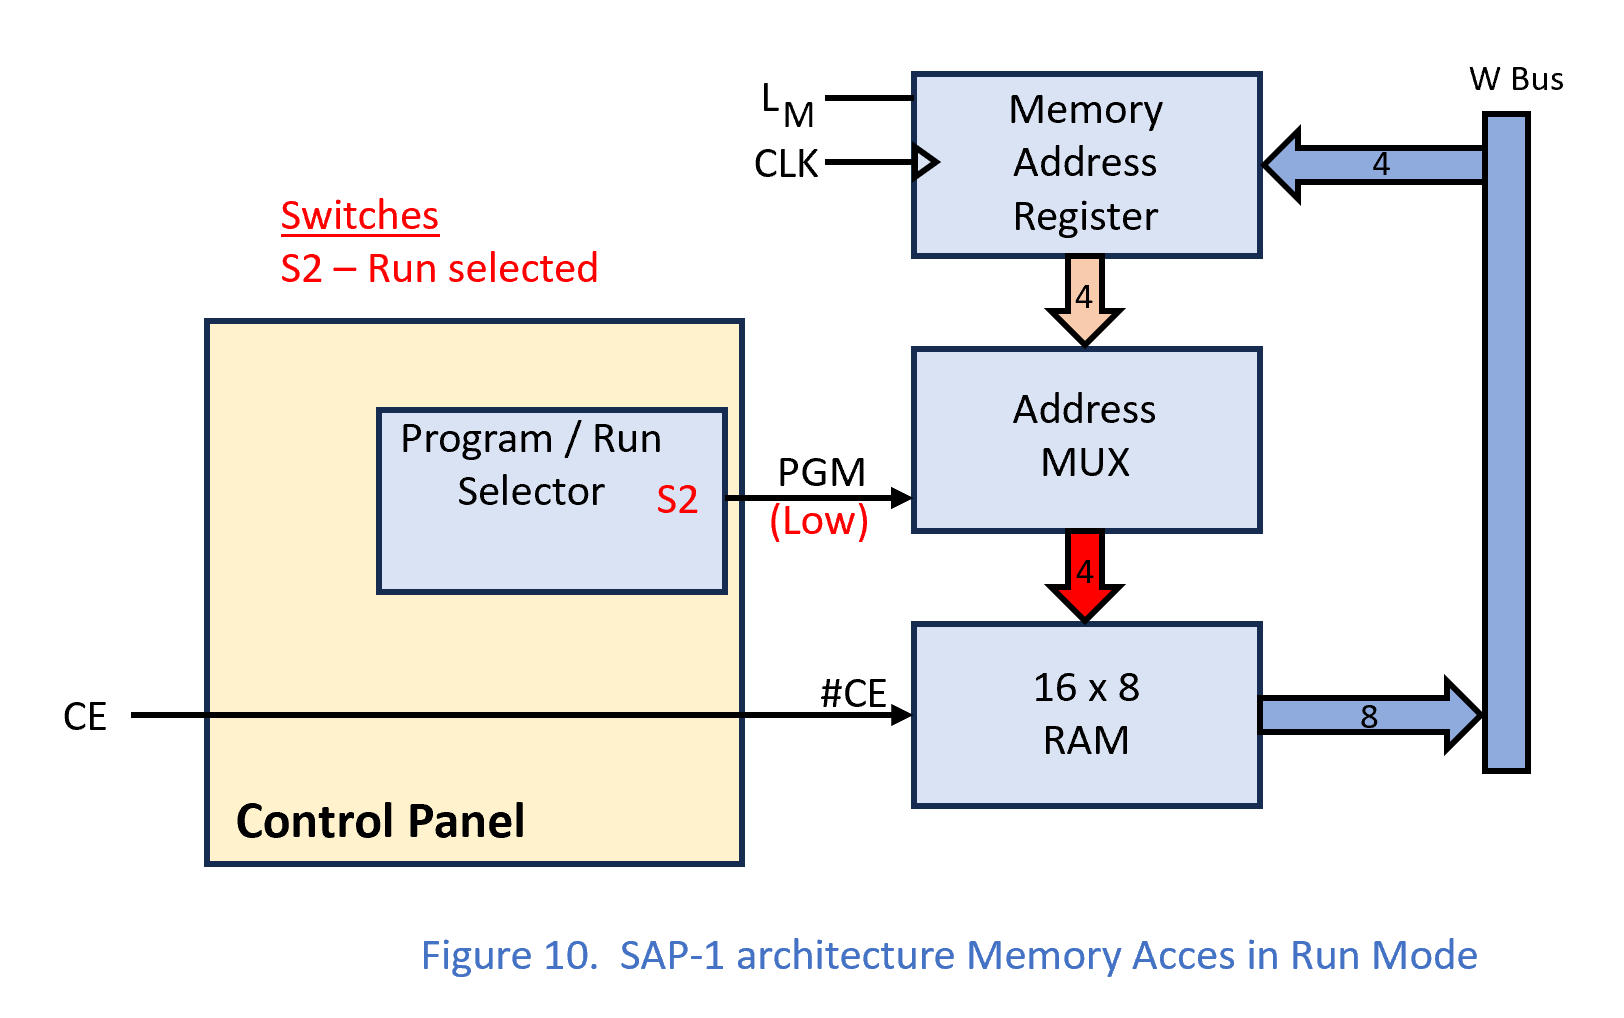 W Bus
L M
Memory
Address
Register
CLK
4
Switches
S2 – Run selected
4
Address
MUX
Program / Run
Selector
S2
PGM
(Low)
4
CE
#CE
16 x 8
RAM
8
Control Panel
Figure 10.  SAP-1 architecture Memory Acces in Run Mode